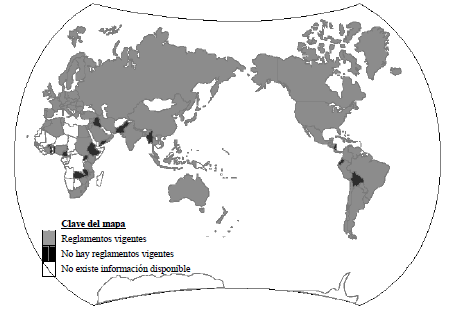 Clave del mapa
Reglamentos vigentes
No hay reglamentos vigentes
No existe información disponible